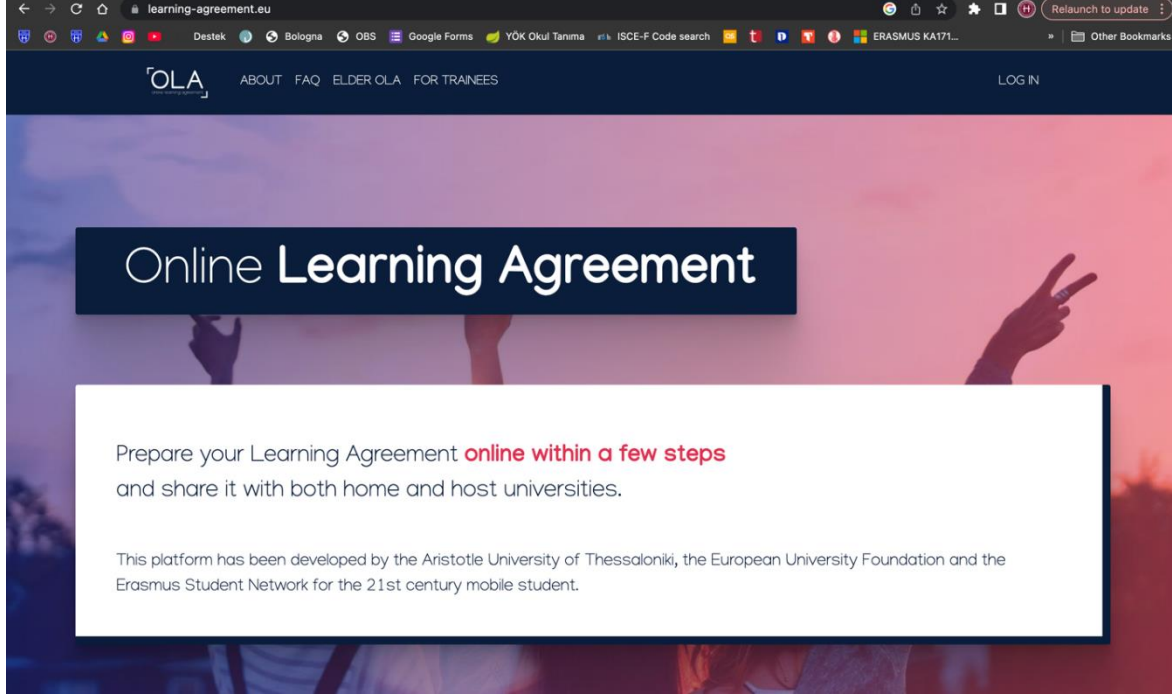 learning-agreement.eu
Relaunch to update
Destek Bologna OBS Google Forms YÖK Okul Tanıma ISCE-F Code search ERASMUS KA171... » Other Bookmarks
OLA ABOUT FAQ ELDER OLA FOR TRAINEES LOG IN
Online Learning Agreement
Prepare your Learning Agreement online within a few steps
and share it with both home and host universities.
This platform has been developed by the Aristotle University of Thessaloniki, the European University Foundation and the
Erasmus Student Network for the 21st century mobile student.